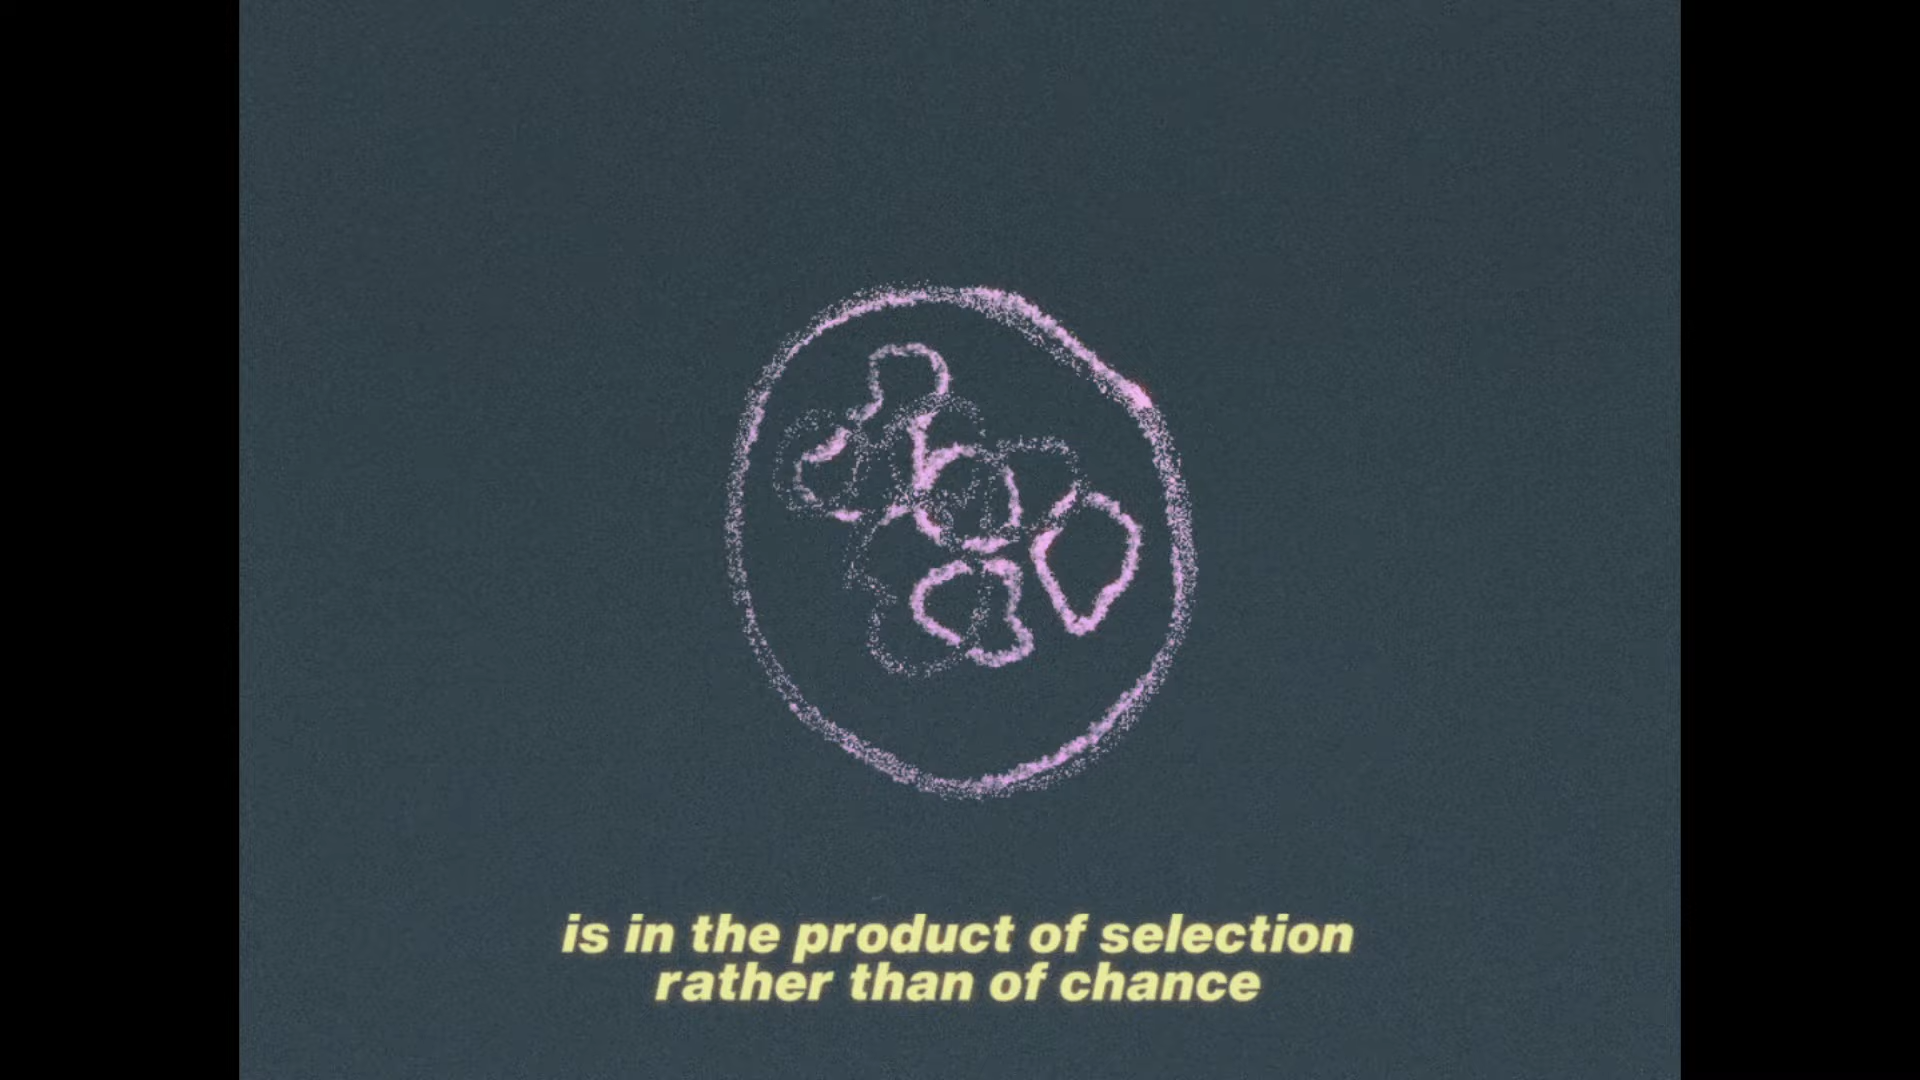 is in the product of selection
rather than of chance